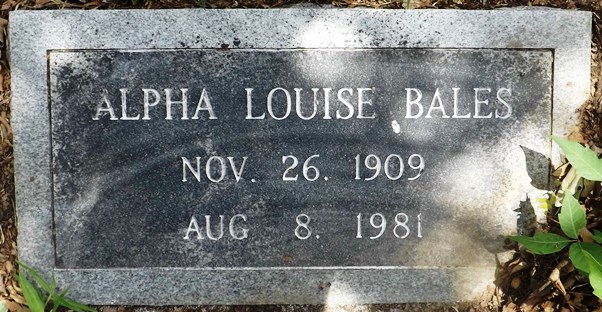 ALPHA LOUISE BALES
NOV. 26. 1909
AUG 8. 1981